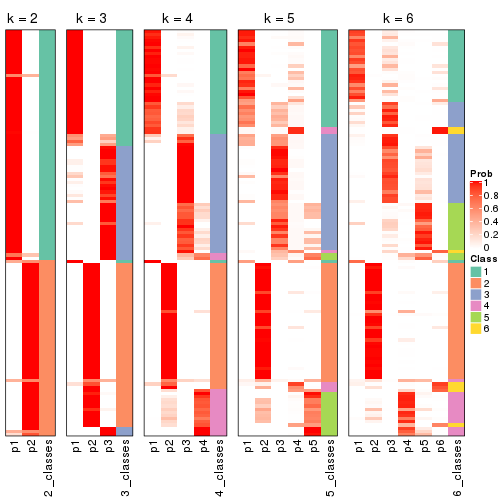 k = 2
k = 3
k = 4
k = 5
k = 6
Prob
1
0.8
0.6
0.4
0.2
0
Class
1
2
3
4
5
6
p1
p2
2_classes
p1
p2
p3
3_classes
p1
p2
p3
p4
4_classes
p1
p2
p3
p4
p5
5_classes
p1
p2
p3
p4
p5
p6
6_classes